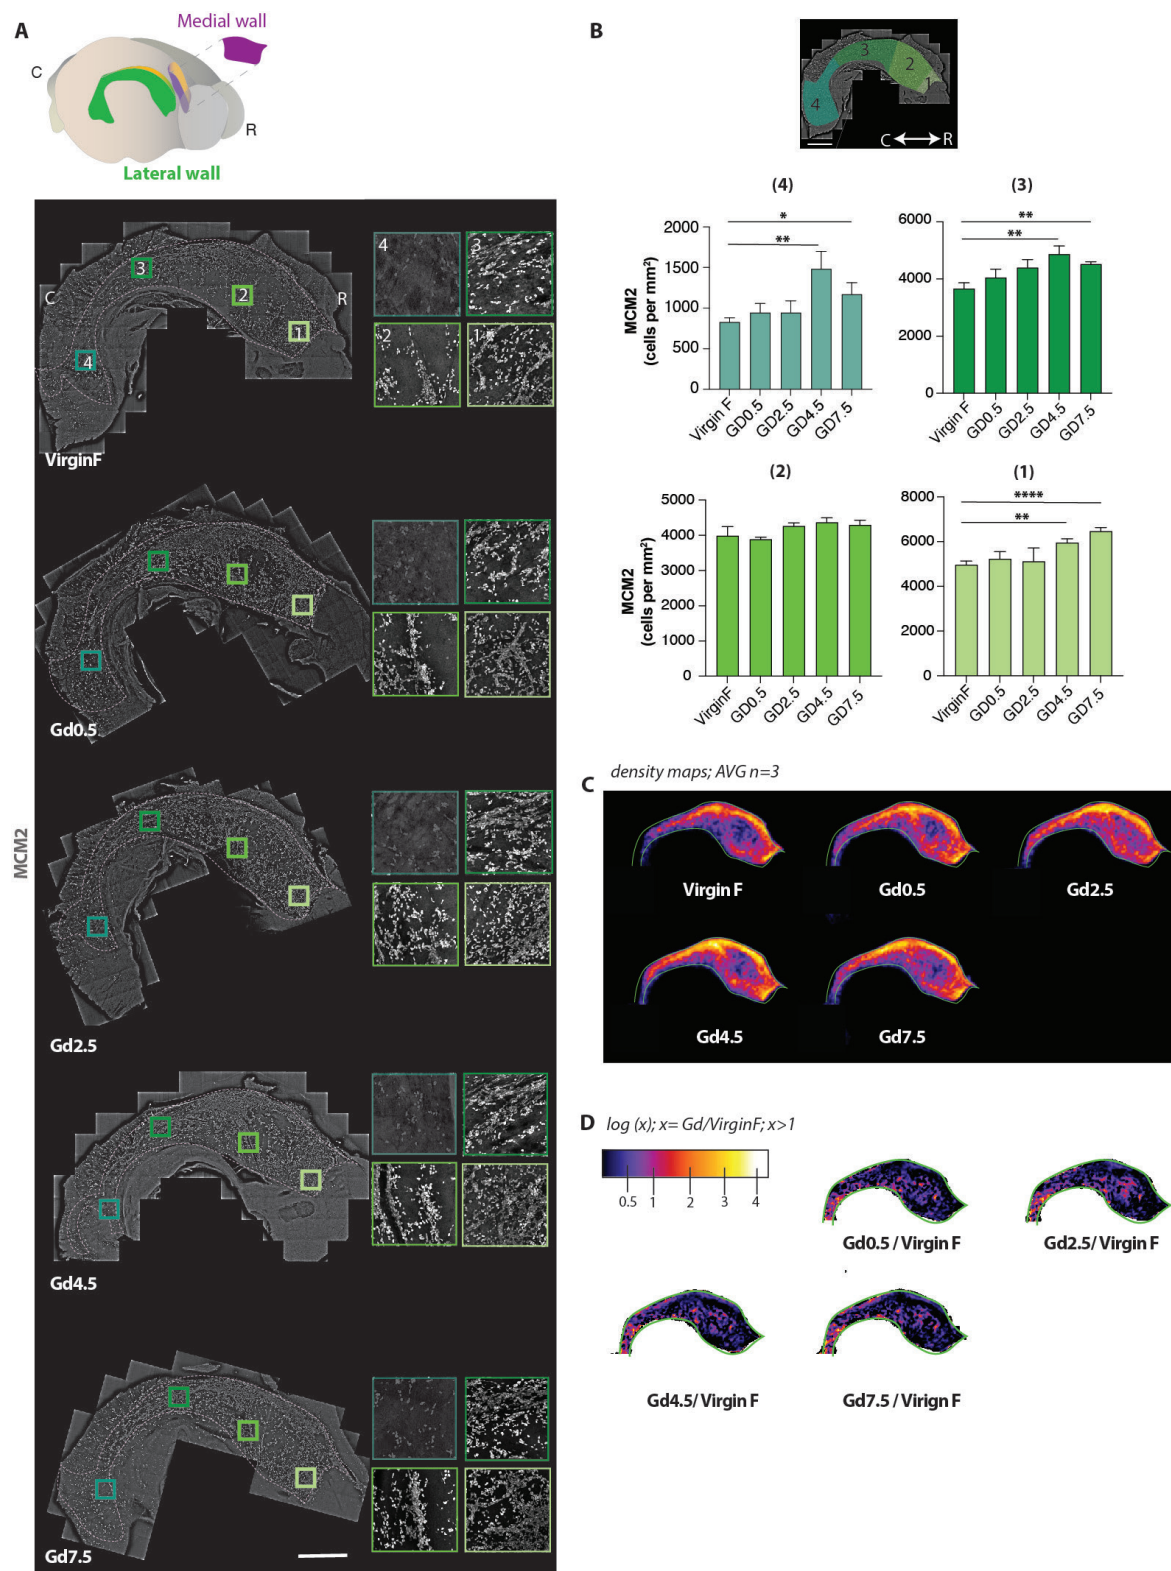 A
Medial wall
C
R
Lateral wall
MCM2
3
C
2
R
1
4
VirginF
4
3
2
1
Gd0.5
Gd2.5
Gd4.5
Gd7.5
B
3
2
1
4
C R
(4)
MCM2
(cells per mm²)
2000
1500
1000
500
0
*
**
Virgin F
GD0.5
GD2.5
GD4.5
GD7.5
(3)
6000
4000
2000
0
**
**
Virgin F
GD0.5
GD2.5
GD4.5
GD7.5
(2)
MCM2
(cells per mm²)
5000
4000
3000
4000
1000
0
VirginF
GD0.5
GD2.5
GD4.5
GD7.5
(1)
8000
6000
6000
2000
0
****
**
VirginF
GD0.5
GD2.5
GD4.5
GD7.5
C
density maps; AVG n=3
Virgin F
Gd0.5
Gd2.5
Gd4.5
Gd7.5
D
log (x); x= Gd/VirginF; x>1
0.5 1 2 3 4
Gd0.5 / Virgin F
Gd2.5/ Virgin F
Gd4.5/ Virgin F
Gd7.5 / Virign F